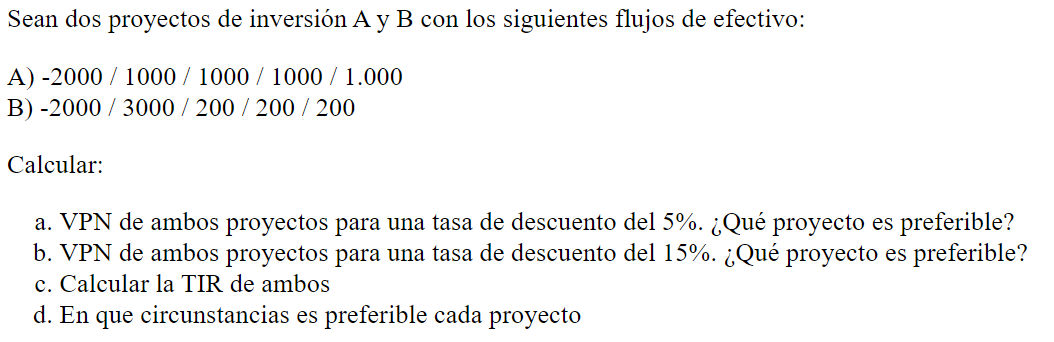 Sean dos proyectos de inversión A y B con los siguientes flujos de efectivo:
A) -2000 / 1000 / 1000 / 1000 / 1.000
B) -2000 / 3000 / 200 / 200 / 200
Calcular:
a. VPN de ambos proyectos para una tasa de descuento del 5%. ¿Qué proyecto es preferible?
b. VPN de ambos proyectos para una tasa de descuento del 15%. ¿Qué proyecto es preferible?
c. Calcular la TIR de ambos
d. En que circunstancias es preferible cada proyecto